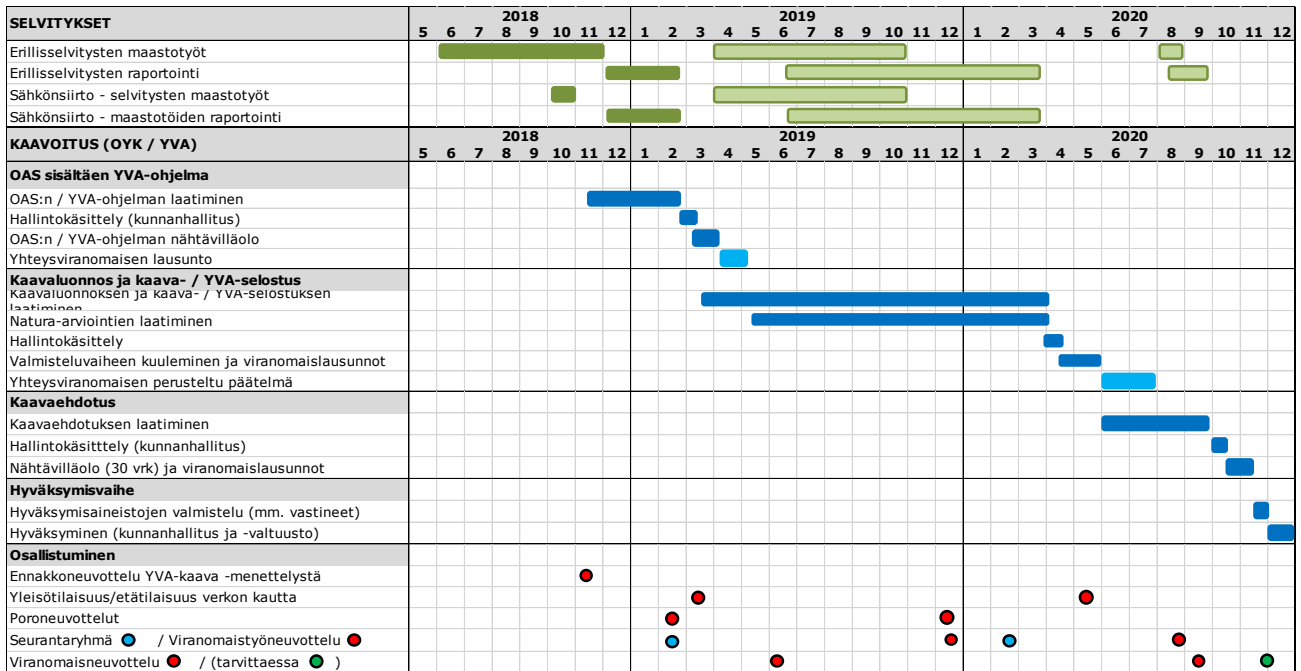 SELVITYKSET 2018 2019 2020
5 6 7 8 9 10 11 12 1 2 3 4 5 6 7 8 9 10 11 12 1 2 3 4 5 6 7 8 9 10 11 12
Erillisselvitysten maastotyöt
Erillisselvitysten raportointi
Sähkönsiirto - selvitysten maastotyöt
Sähkönsiirto - maastotöiden raportointi
KAAVOITUS (OYK / YVA) 2018 2019 2020
5 6 7 8 9 10 11 12 1 2 3 4 5 6 7 8 9 10 11 12 1 2 3 4 5 6 7 8 9 10 11 12
OAS sisältäen YVA-ohjelma
OAS:n / YVA-ohjelman laatiminen
Hallintokäsittely (kunnanhallitus)
OAS:n / YVA-ohjelman nähtävilläolo
Yhteysviranomaisen lausunto
Kaavaluonnos ja kaava- / YVA-selostus
Kaavaluonnoksen ja kaava- / YVA-selostuksen
laatiminen
Natura-arviointien laatiminen
Hallintokäsittely
Valmisteluvaiheen kuuleminen ja viranomaislausunnot
Yhteysviranomaisen perusteltu päätelmä
Kaavaehdotus
Kaavaehdotuksen laatiminen
Hallintokäsitttely (kunnanhallitus)
Nähtävilläolo (30 vrk) ja viranomaislausunnot
Hyväksymisvaihe
Hyväksymisaineistojen valmistelu (mm. vastineet)
Hyväksyminen (kunnanhallitus ja -valtuusto)
Osallistuminen
Ennakkoneuvottelu YVA-kaava -menettelystä
Yleisötilaisuus/etätilaisuus verkon kautta
Poroneuvottelut
Seurantaryhmä / Viranomaistyöneuvottelu
Viranomaisneuvottelu / (tarvittaessa )